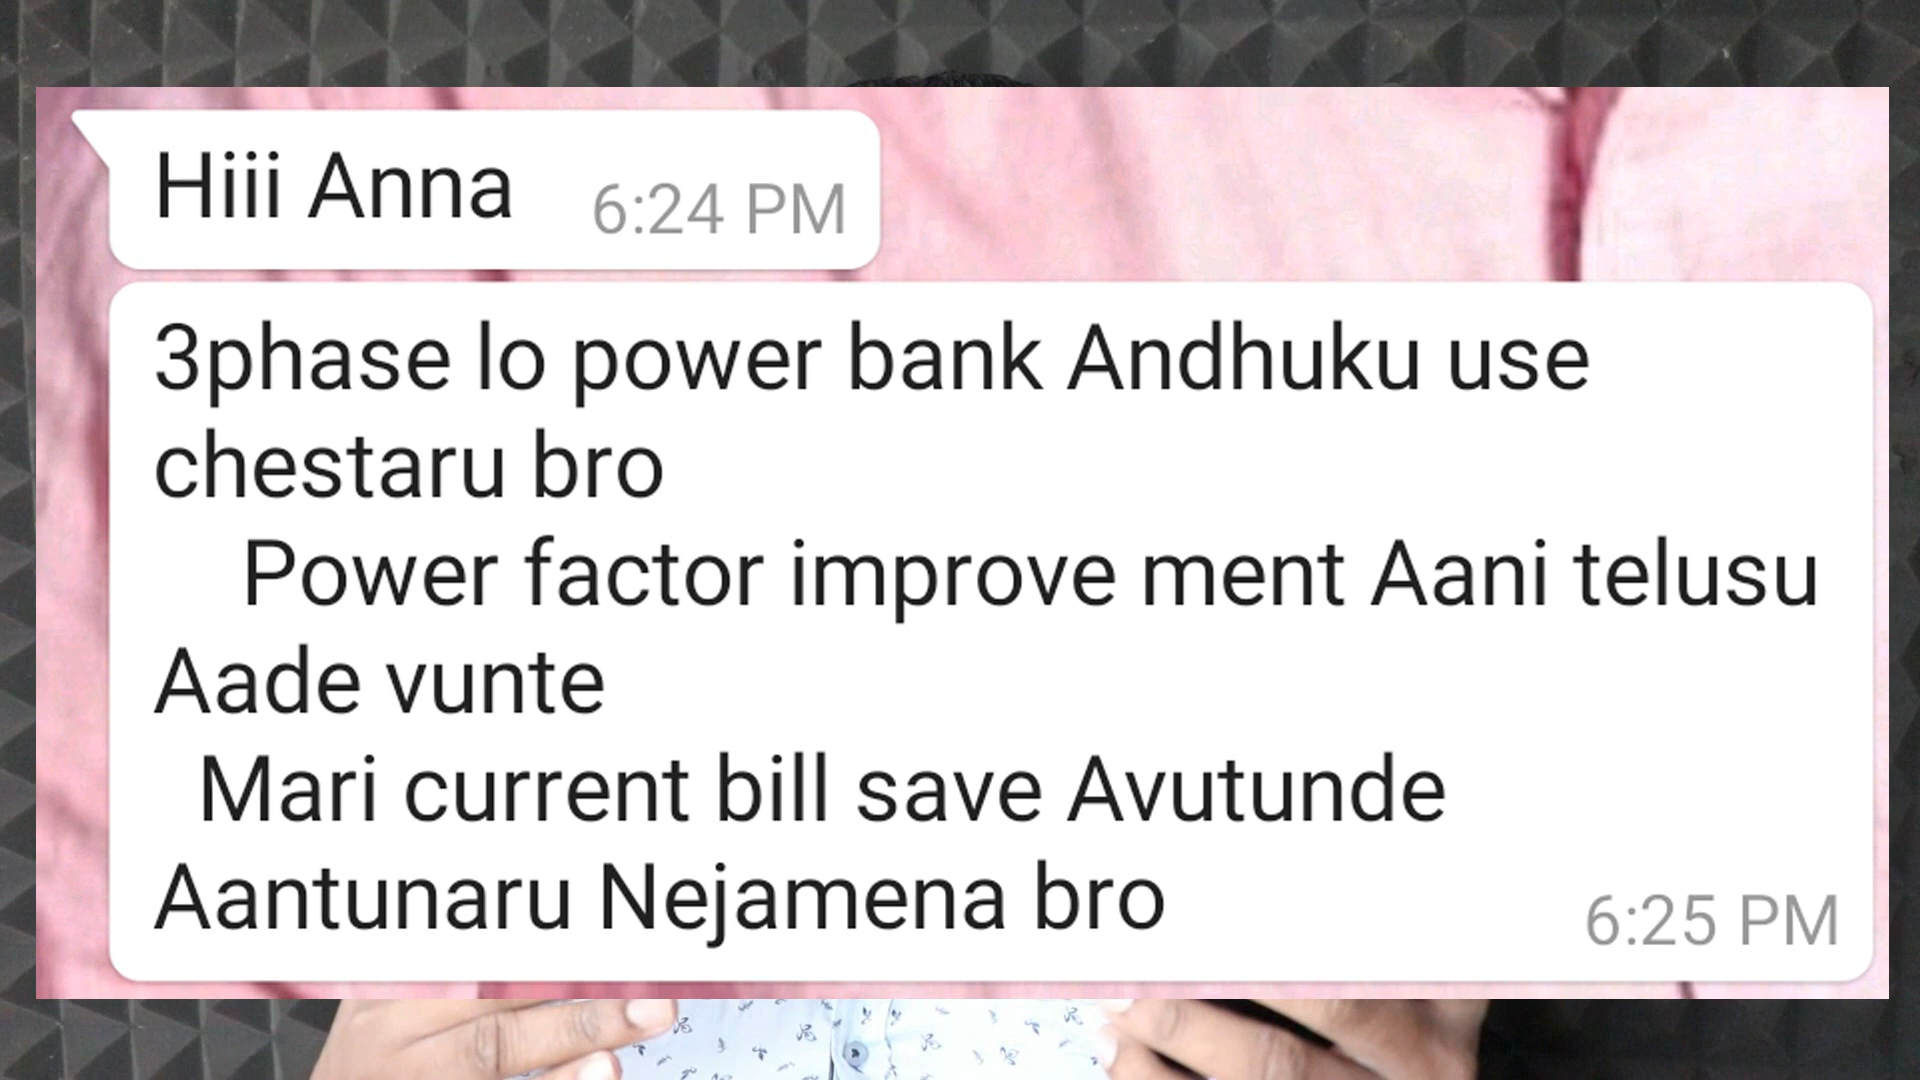 Hiii Anna 6:24 PM
3phase lo power bank Andhuku use
chestaru bro
Power factor improve ment Aani telusu
Aade vunte
Mari current bill save Avutunde
Aantunaru Nejamena bro
6:25 PM